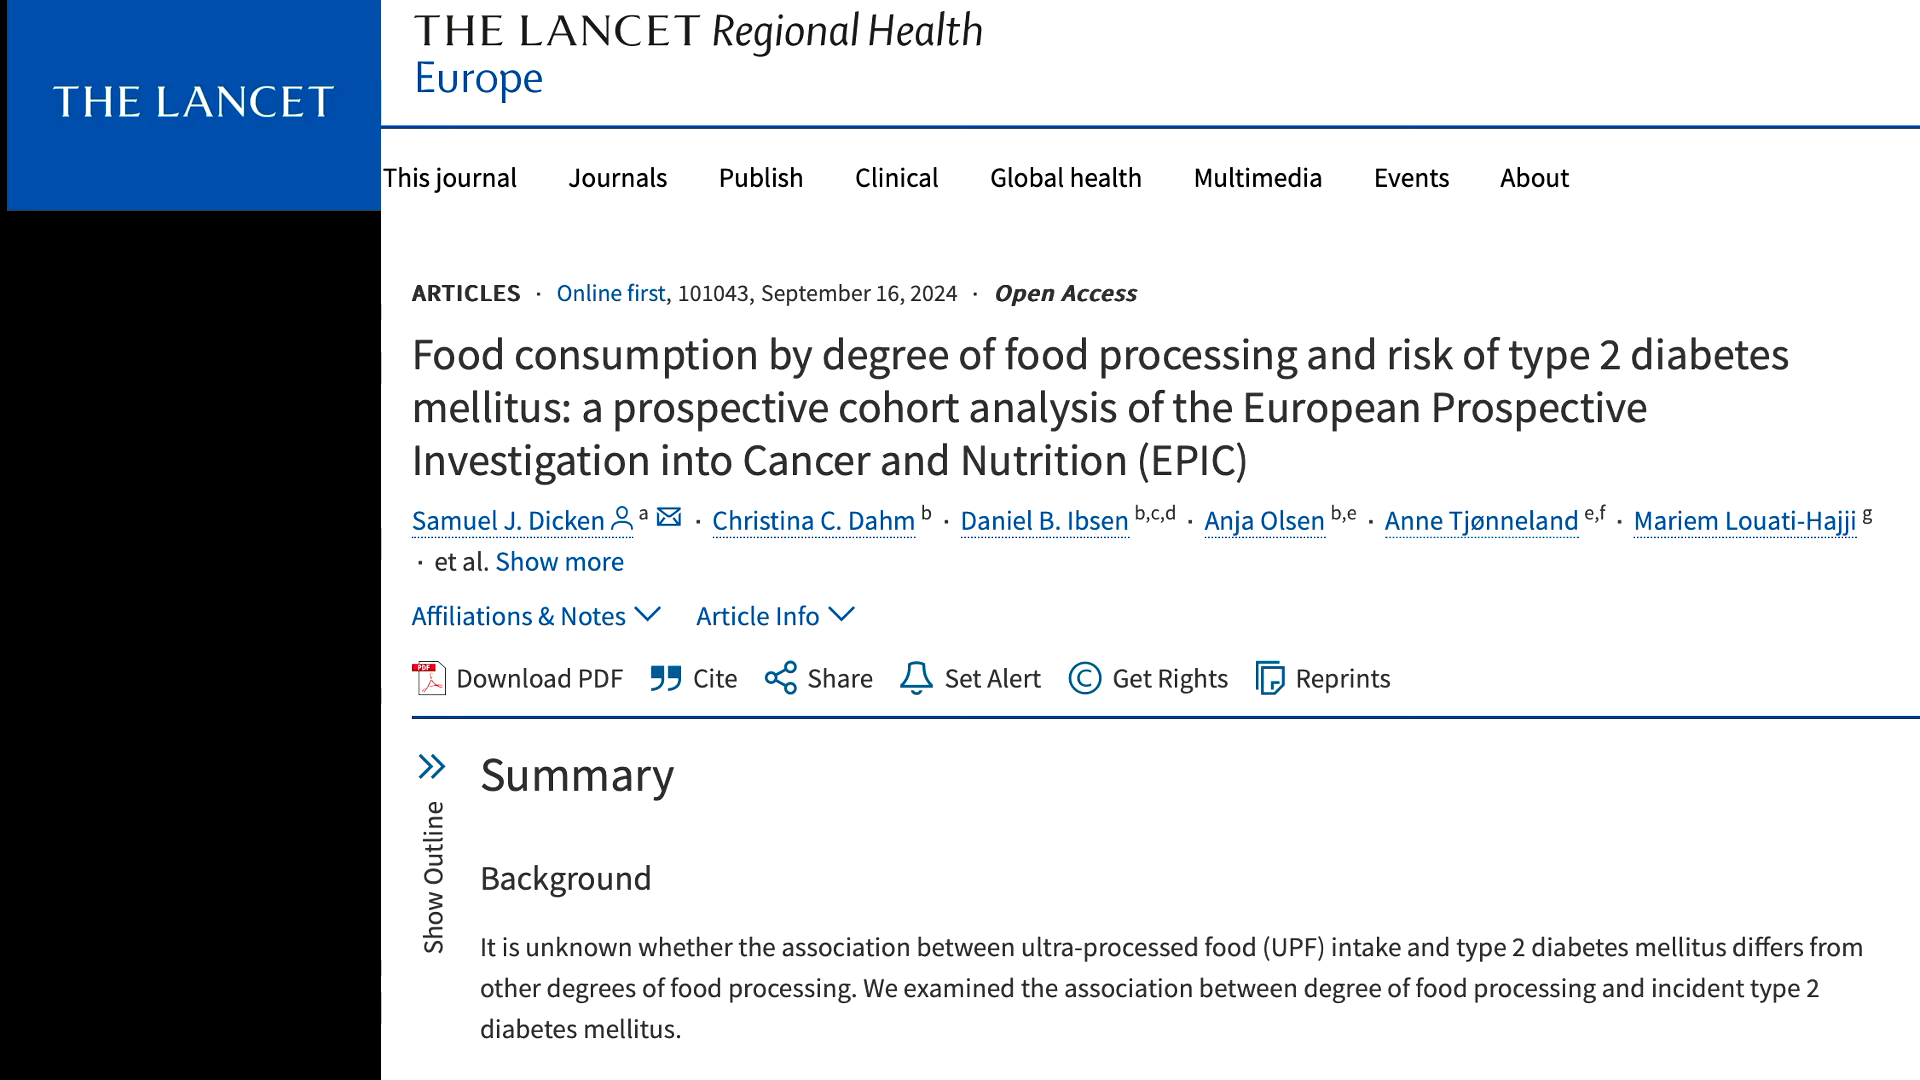 THE LANCET
THE LANCET Regional Health
Europe
This journal Journals Publish Clinical Global health Multimedia Events About
ARTICLES · Online first, 101043, September 16, 2024 · Open Access
Food consumption by degree of food processing and risk of type 2 diabetes
mellitus: a prospective cohort analysis of the European Prospective
Investigation into Cancer and Nutrition (EPIC)
Samuel J. Dicken a · Christina C. Dahm b · Daniel B. Ibsen b,c,d · Anja Olsen b,e · Anne Tjønneland e,f · Mariem Louati-Hajji g
· et al. Show more
Affiliations & Notes Article Info
PDF Download PDF Cite Share Set Alert © Get Rights Reprints
Show Outline
Summary
Background
It is unknown whether the association between ultra-processed food (UPF) intake and type 2 diabetes mellitus differs from
other degrees of food processing. We examined the association between degree of food processing and incident type 2
diabetes mellitus.